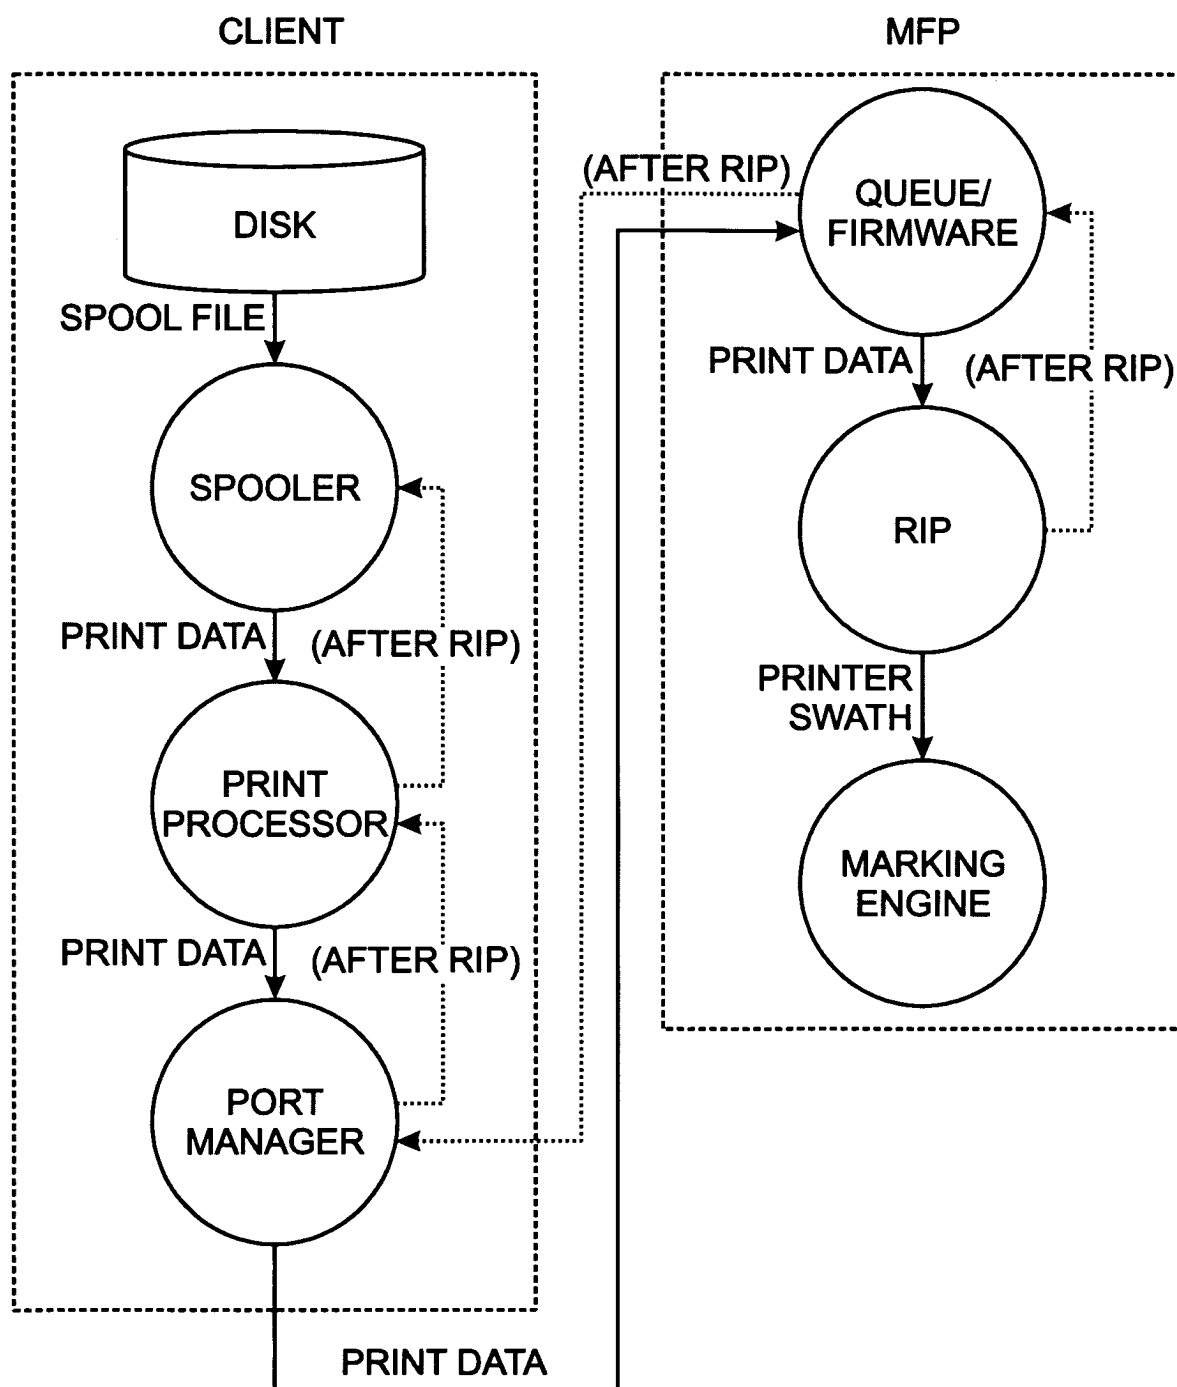 CLIENT
DISK
SPOOL FILE
SPOOLER
PRINT DATA
(AFTER RIP)
PRINT
PROCESSOR
PRINT DATA
(AFTER RIP)
PORT
MANAGER
PRINT DATA
MFP
(AFTER RIP)
QUEUE/
FIRMWARE
PRINT DATA
(AFTER RIP)
RIP
PRINTER
SWATH
MARKING
ENGINE